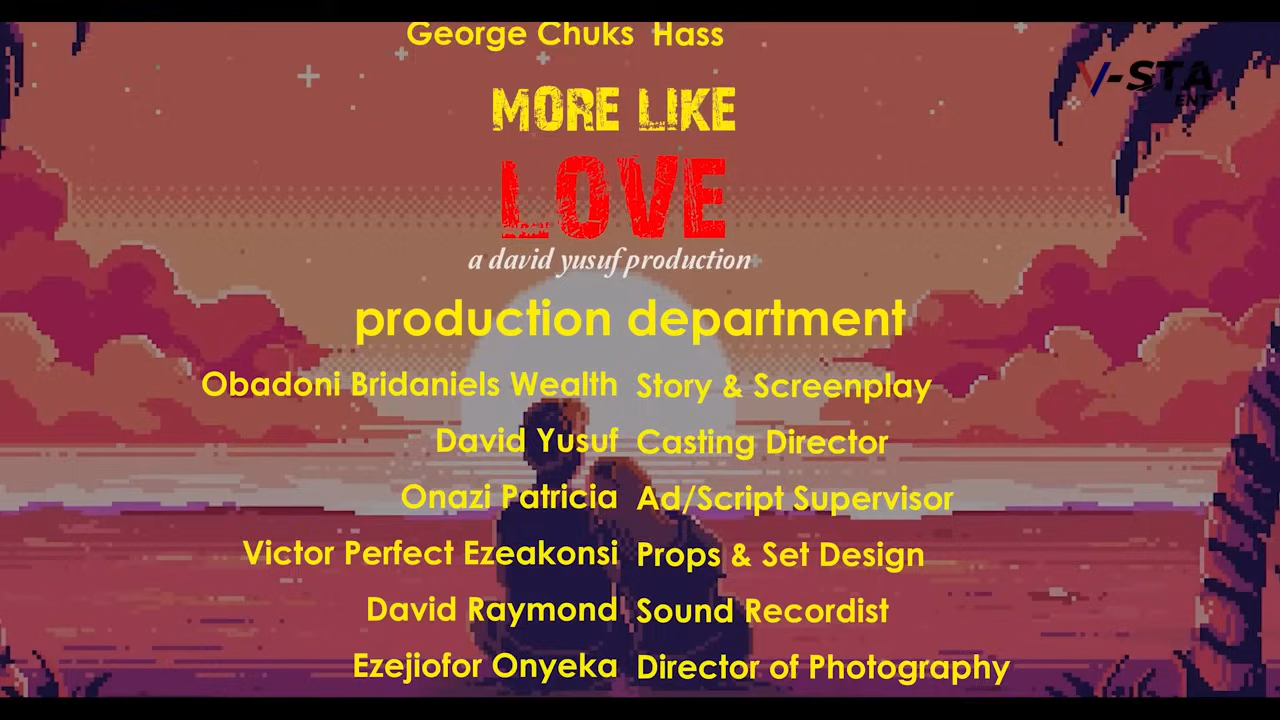 George Chuks Hass
V-STA
ENT
MORE LIKE
LOVE
a david yusuf production
production department
Obadoni Bridaniels Wealth Story & Screenplay
David Yusuf Casting Director
Onazi Patricia Ad/Script Supervisor
Victor Perfect Ezeakonsi Props & Set Design
David Raymond Sound Recordist
Ezejiofor Onyeka Director of Photography